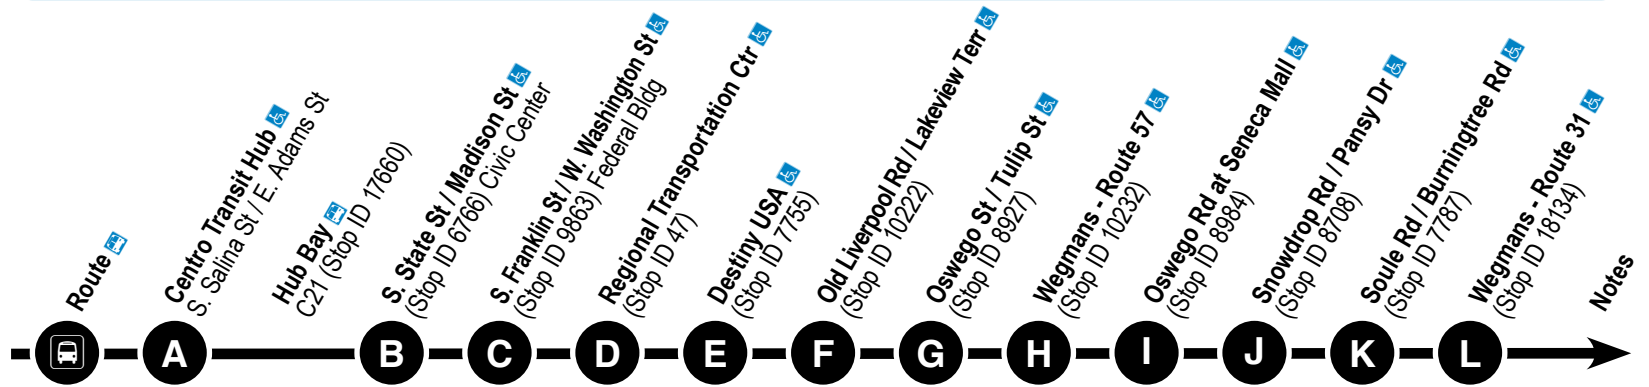 Route
Centro Transit Hub
S. Salina St / E. Adams St
Hub Bay
C21 (Stop ID 17660)
S. State St / Madison St
(Stop ID 6766) Civic Center
S. Franklin St / W. Washington St
(Stop ID 9863) Federal Bldg
Regional Transportation Ctr
(Stop ID 47)
Destiny USA
(Stop ID 7755)
Old Liverpool Rd / Lakeview Terr
(Stop ID 10222)
Oswego St / Tulip St
(Stop ID 8927)
Wegmans - Route 57
(Stop ID 10232)
Oswego Rd at Seneca Mall
(Stop ID 8984)
Snowdrop Rd / Pansy Dr
(Stop ID 8708)
Soule Rd / Burningtree Rd
(Stop ID 7787)
Wegmans - Route 31
(Stop ID 18134)
Notes
A B C D E F G H I J K L